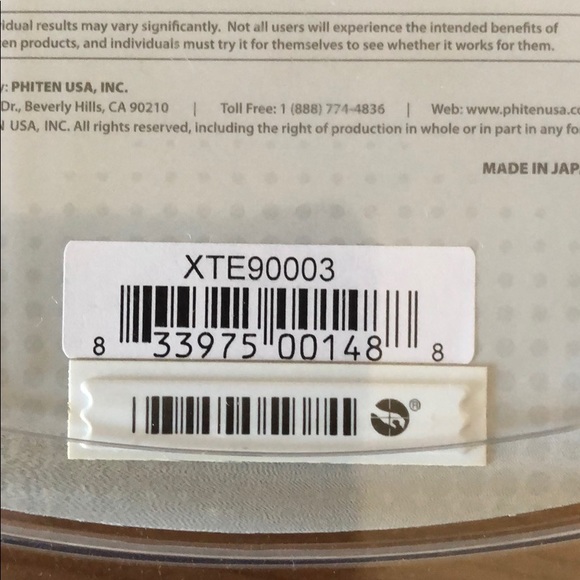 idual results may vary significantly. Not all users will experience the intended benefits of
en products, and individuals must try it for themselves to see whether it works for them.
y: PHITEN USA, INC.
Dr., Beverly Hills, CA 90210 | Toll Free: 1 (888) 774-4836 | Web: www.phitenusa.co
N USA, INC. All rights reserved, including the right of production in whole or in part in any fo
MADE IN JAPA
XTE90003
8 33975 00148 8
®